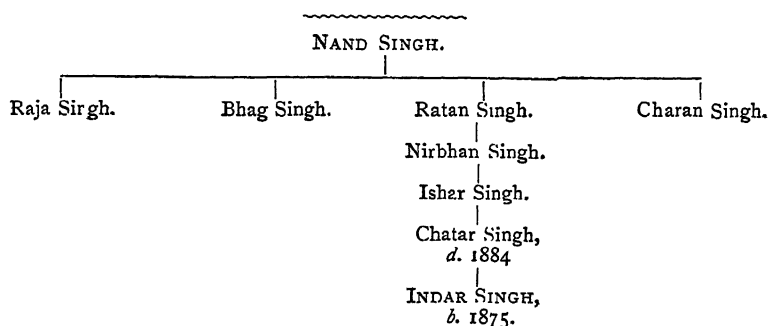 NAND SINGH.
Raja Sirgh. Bhag Singh. Ratan Singh. Charan Singh.
Nirbhan Singh.
Ishar Singh.
Chatar Singh,
d. 1884
INDAR SINGH,
b. 1875.